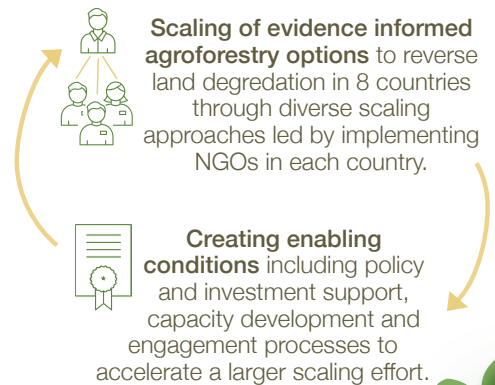 Scaling of evidence informed
agroforestry options to reverse
land degredation in 8 countries
through diverse scaling
approaches led by implementing
NGOs in each country.
Creating enabling
conditions including policy
and investment support,
capacity development and
engagement processes to
accelerate a larger scaling effort.